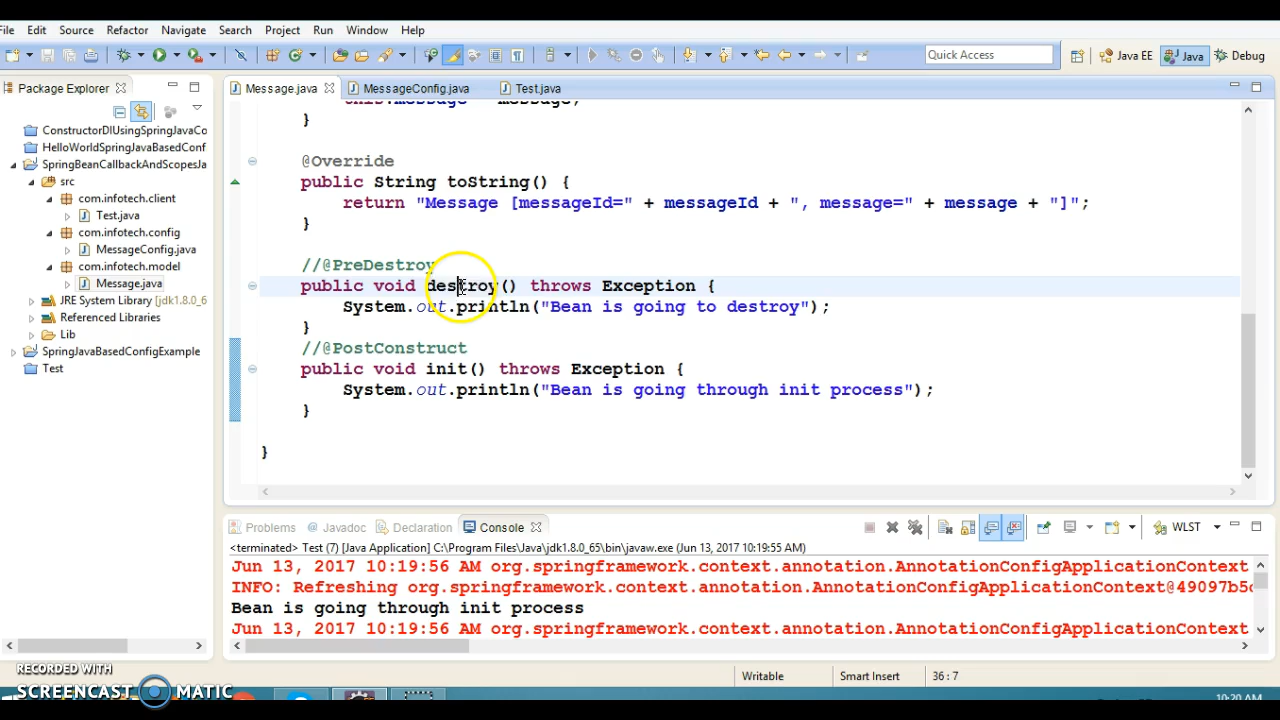 File Edit Source Refactor Navigate Search Project Run Window Help
Quick Access Java EE Java Debug
Package Explorer
ConstructorDIUsingSpringJavaCo
HelloWorldSpringJavaBasedConf
SpringBeanCallbackAndScopesJa
src
com.infotech.client
Test.java
com.infotech.config
MessageConfig.java
com.infotech.model
Message.java
JRE System Library [jdk1.8.0_6
Referenced Libraries
Lib
SpringJavaBasedConfigExample
Test
Message.java MessageConfig.java Test.java
this.message = message;
}
@Override
public String toString() {
return "Message [messageId=" + messageId + ", message=" + message + "]";
}
//@PreDestroy
public void destroy() throws Exception {
System.out.println("Bean is going to destroy");
}
//@PostConstruct
public void init() throws Exception {
System.out.println("Bean is going through init process");
}
}
Problems @ Javadoc Declaration Console WLST
<terminated> Test (7) [Java Application] C:\Program Files\Java\jdk1.8.0_65\bin\javaw.exe (Jun 13, 2017 10:19:55 AM)
Jun 13, 2017 10:19:56 AM org.springframework.context.annotation.AnnotationConfigApplicationContext
INFO: Refreshing org.springframework.context.annotation.AnnotationConfigApplicationContext@49097b5d
Bean is going through init process
Jun 13, 2017 10:19:56 AM org.springframework.context.annotation.AnnotationConfigApplicationContext
Writable Smart Insert 36 : 7
RECORDED WITH
SCREENCAST MATIC
10:20 AM